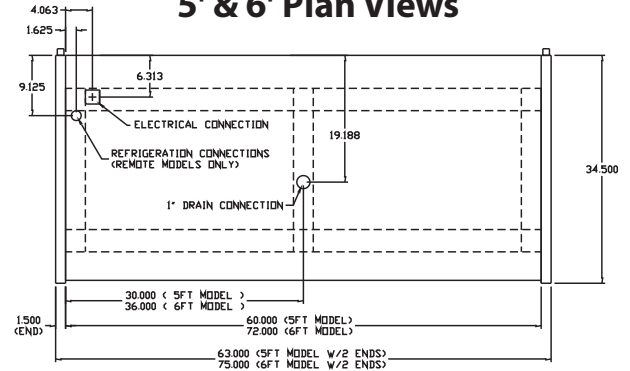 5' & 6' Plan Views
4.063
1.625
6.313
9.125
ELECTRICAL CONNECTION
19.188
REFRIGERATION CONNECTIONS
(REMOTE MODELS ONLY)
34.500
1" DRAIN CONNECTION
30.000 ( 5FT MODEL )
36.000 ( 6FT MODEL )
1.500
(END)
60.000 (5FT MODEL)
72.000 (6FT MODEL)
63.000 (5FT MODEL W/2 ENDS)
75.000 (6FT MODEL W/2 ENDS)